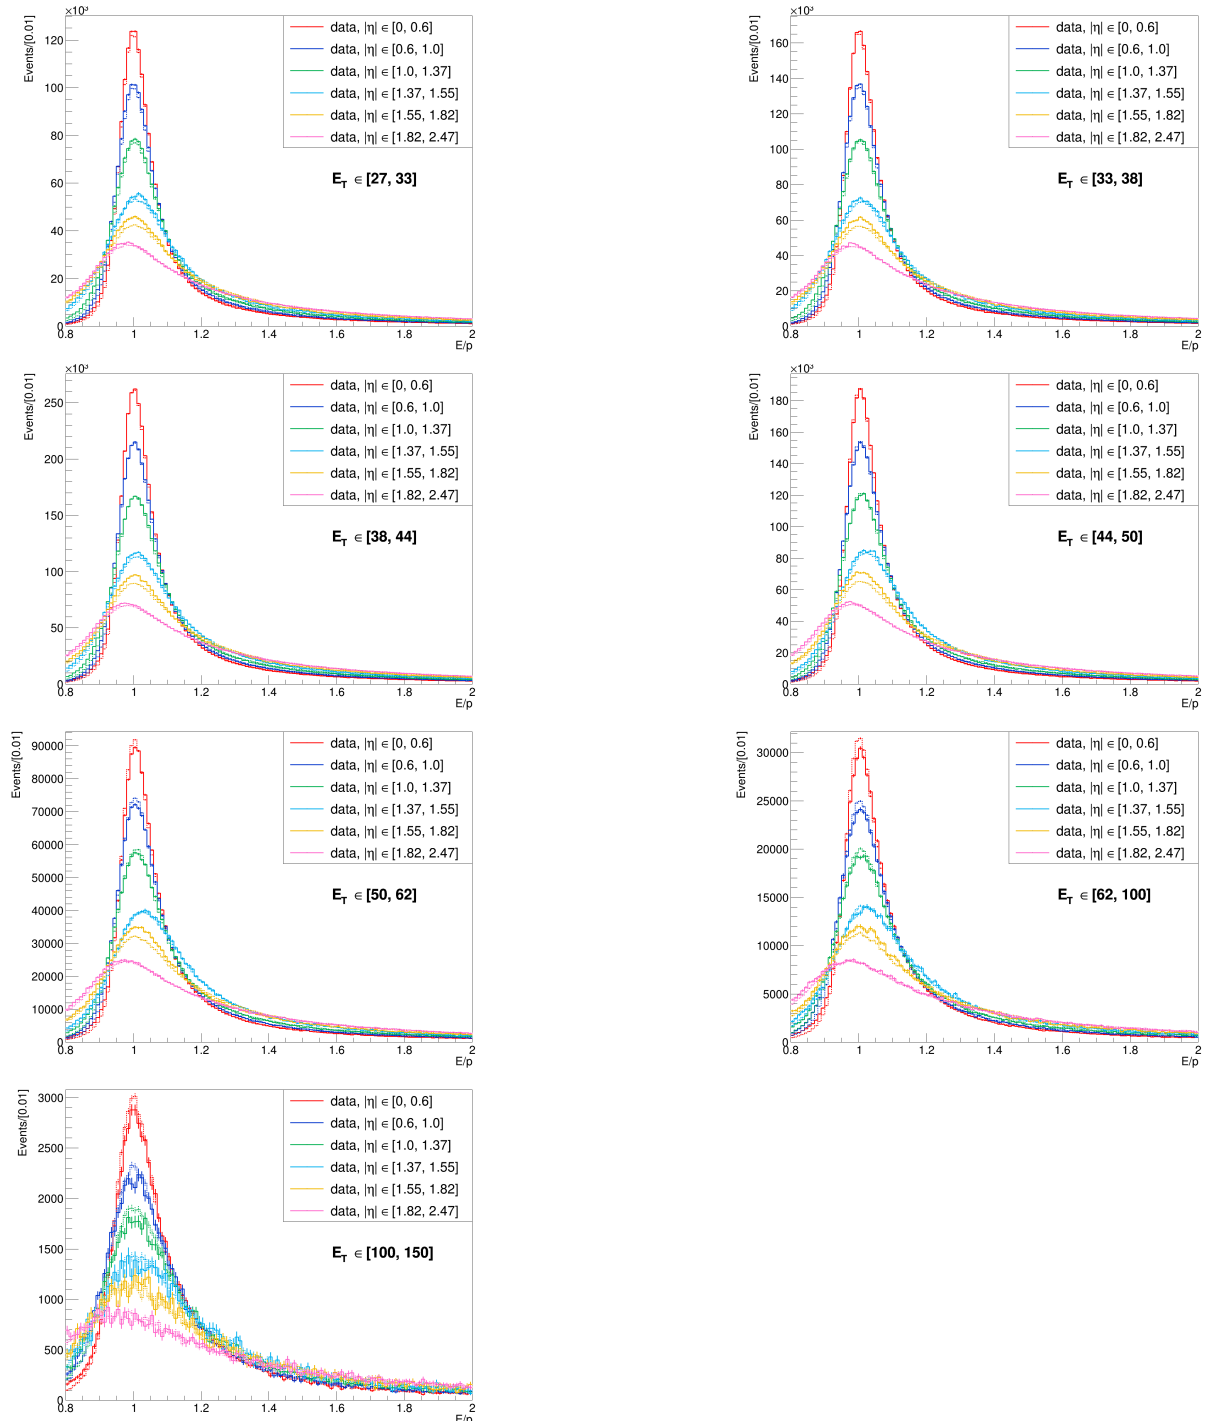 ×10³
Events/[0.01]
120
100
80
60
40
20
0
0.8 1 1.2 1.4 1.6 1.8 2
E/p
data, |η| ∈ [0, 0.6]
data, |η| ∈ [0.6, 1.0]
data, |η| ∈ [1.0, 1.37]
data, |η| ∈ [1.37, 1.55]
data, |η| ∈ [1.55, 1.82]
data, |η| ∈ [1.82, 2.47]
E_T ∈ [27, 33]
×10³
Events/[0.01]
160
140
120
100
80
60
40
20
0
0.8 1 1.2 1.4 1.6 1.8 2
E/p
data, |η| ∈ [0, 0.6]
data, |η| ∈ [0.6, 1.0]
data, |η| ∈ [1.0, 1.37]
data, |η| ∈ [1.37, 1.55]
data, |η| ∈ [1.55, 1.82]
data, |η| ∈ [1.82, 2.47]
E_T ∈ [33, 38]
×10³
Events/[0.01]
250
200
150
100
50
0
0.8 1 1.2 1.4 1.6 1.8 2
E/p
data, |η| ∈ [0, 0.6]
data, |η| ∈ [0.6, 1.0]
data, |η| ∈ [1.0, 1.37]
data, |η| ∈ [1.37, 1.55]
data, |η| ∈ [1.55, 1.82]
data, |η| ∈ [1.82, 2.47]
E_T ∈ [38, 44]
×10³
Events/[0.01]
180
160
140
120
100
80
60
40
20
0
0.8 1 1.2 1.4 1.6 1.8 2
E/p
data, |η| ∈ [0, 0.6]
data, |η| ∈ [0.6, 1.0]
data, |η| ∈ [1.0, 1.37]
data, |η| ∈ [1.37, 1.55]
data, |η| ∈ [1.55, 1.82]
data, |η| ∈ [1.82, 2.47]
E_T ∈ [44, 50]
Events/[0.01]
90000
80000
70000
60000
50000
40000
30000
20000
10000
0
0.8 1 1.2 1.4 1.6 1.8 2
E/p
data, |η| ∈ [0, 0.6]
data, |η| ∈ [0.6, 1.0]
data, |η| ∈ [1.0, 1.37]
data, |η| ∈ [1.37, 1.55]
data, |η| ∈ [1.55, 1.82]
data, |η| ∈ [1.82, 2.47]
E_T ∈ [50, 62]
Events/[0.01]
30000
25000
20000
15000
10000
5000
0
0.8 1 1.2 1.4 1.6 1.8 2
E/p
data, |η| ∈ [0, 0.6]
data, |η| ∈ [0.6, 1.0]
data, |η| ∈ [1.0, 1.37]
data, |η| ∈ [1.37, 1.55]
data, |η| ∈ [1.55, 1.82]
data, |η| ∈ [1.82, 2.47]
E_T ∈ [62, 100]
Events/[0.01]
3000
2500
2000
1500
1000
500
0
0.8 1 1.2 1.4 1.6 1.8 2
E/p
data, |η| ∈ [0, 0.6]
data, |η| ∈ [0.6, 1.0]
data, |η| ∈ [1.0, 1.37]
data, |η| ∈ [1.37, 1.55]
data, |η| ∈ [1.55, 1.82]
data, |η| ∈ [1.82, 2.47]
E_T ∈ [100, 150]